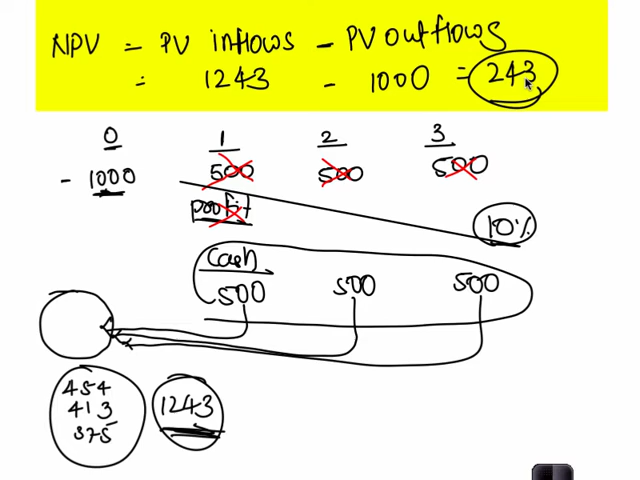 NPV = PV inflows - PV outflows
= 1243 - 1000 = 243
0 1 2 3
- 1000 500 500 500
profit
10%
Cash
500 500 500
454
413
375
1243